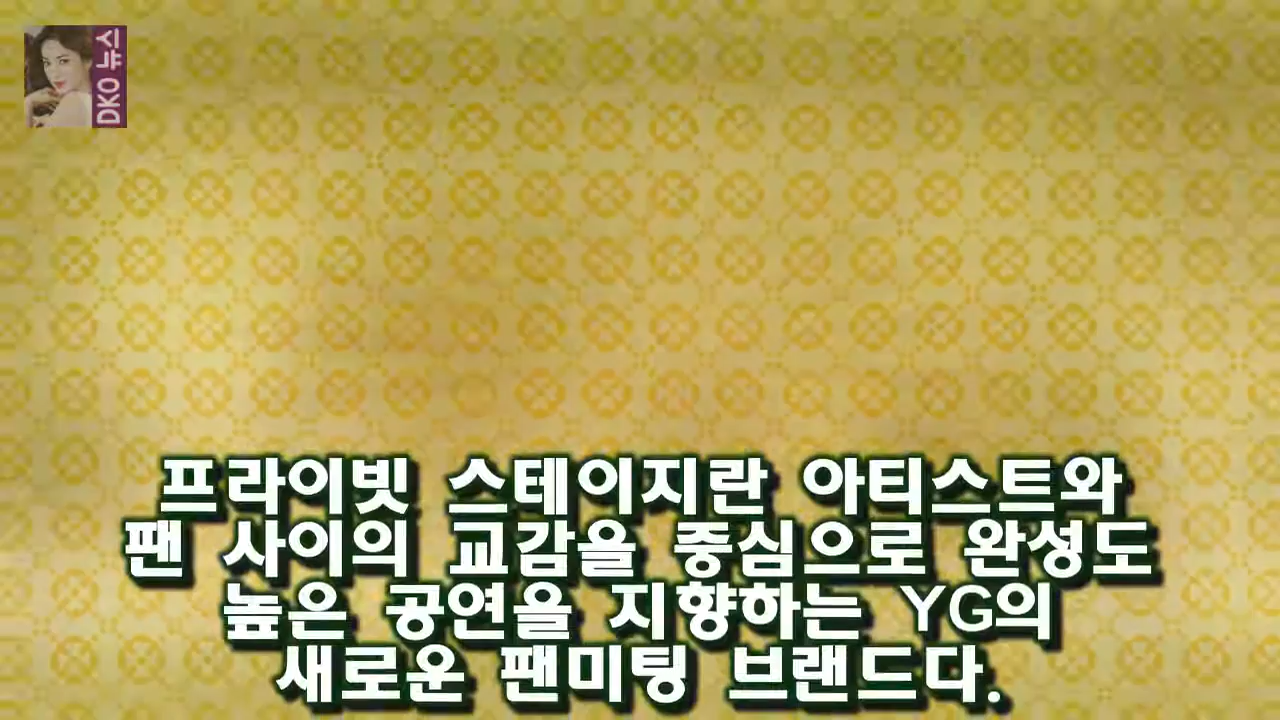 DKO 뉴스
프라이빗 스테이지란 아티스트와
팬 사이의 교감을 중심으로 완성도
높은 공연을 지향하는 YG의
새로운 팬미팅 브랜드다.